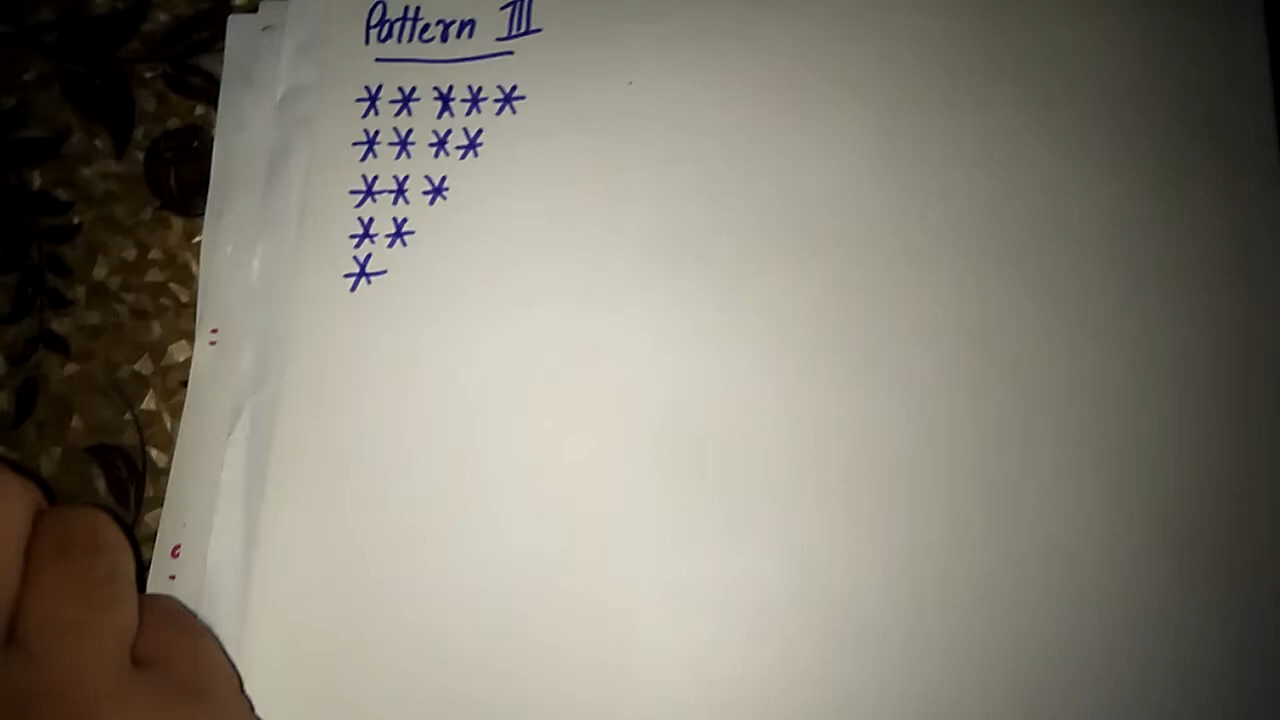 Pattern III
* * * * *
* * * *
* * *
* *
*